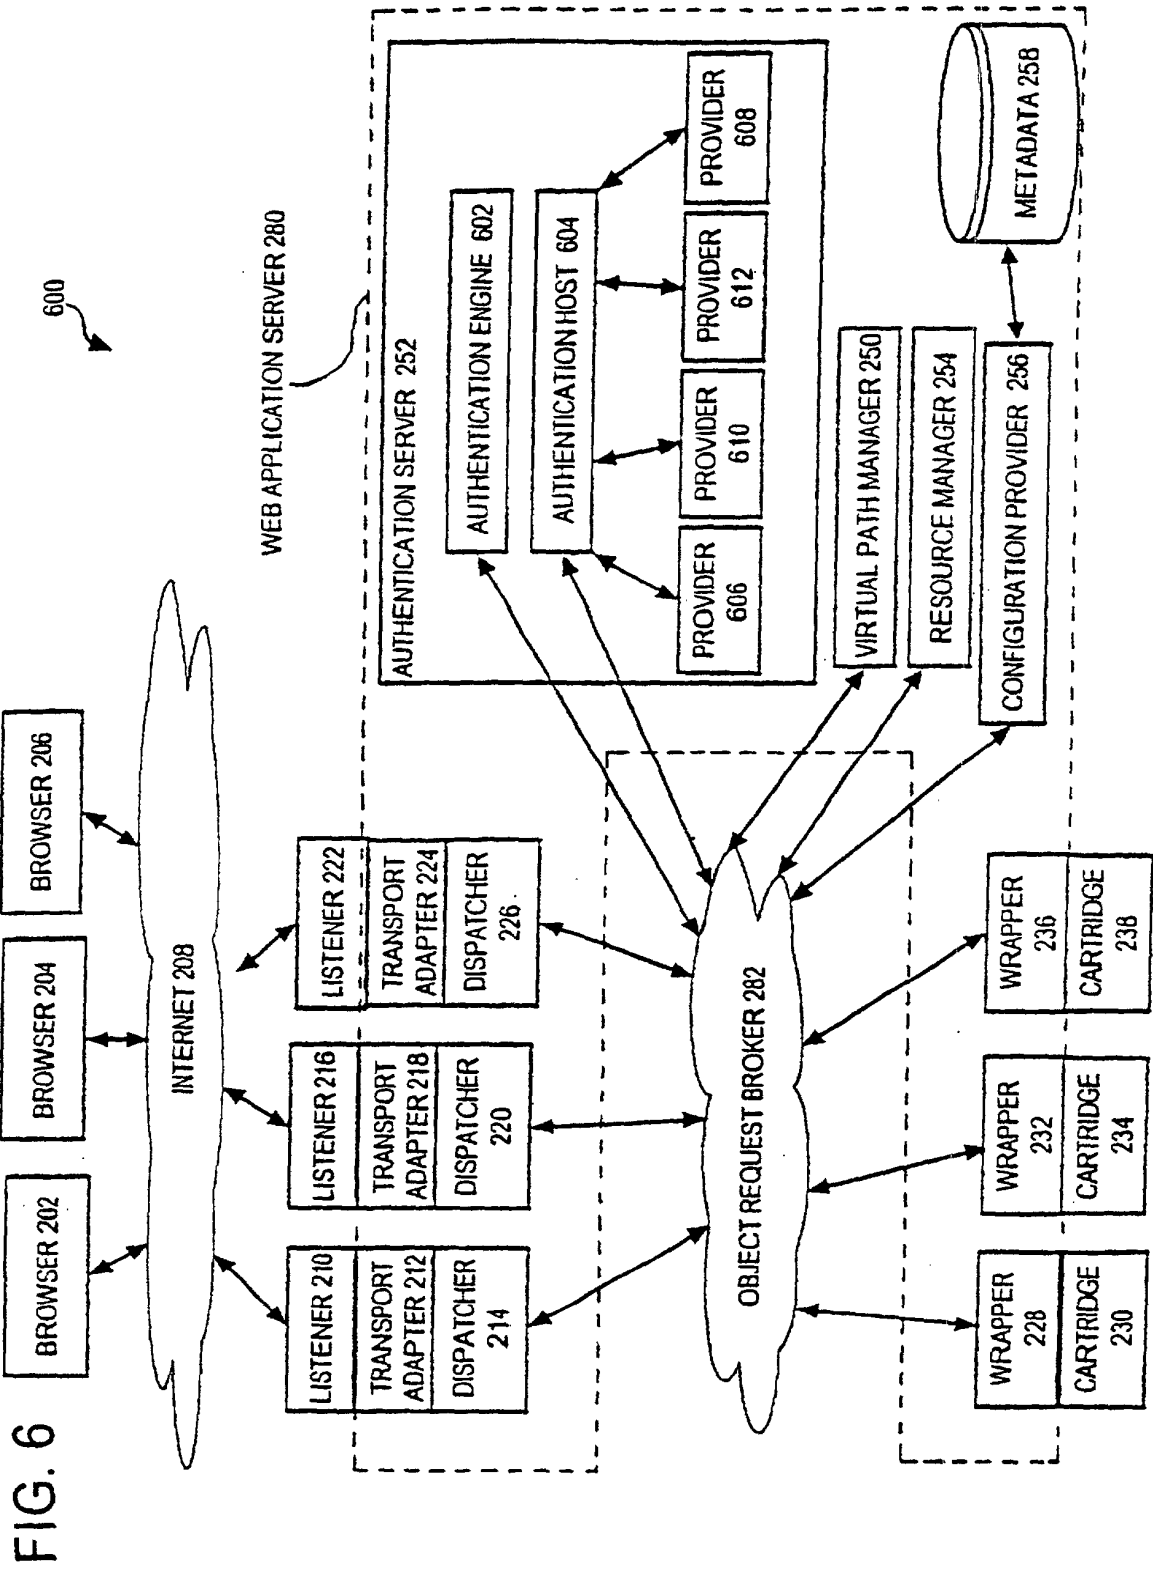 FIG. 6
600
BROWSER 202
BROWSER 204
BROWSER 206
INTERNET 208
WEB APPLICATION SERVER 280
LISTENER 210
TRANSPORT
ADAPTER 212
DISPATCHER
214
LISTENER 216
TRANSPORT
ADAPTER 218
DISPATCHER
220
LISTENER 222
TRANSPORT
ADAPTER 224
DISPATCHER
226
AUTHENTICATION SERVER 252
AUTHENTICATION ENGINE 602
AUTHENTICATION HOST 604
PROVIDER
606
PROVIDER
610
PROVIDER
612
PROVIDER
608
OBJECT REQUEST BROKER 282
VIRTUAL PATH MANAGER 250
RESOURCE MANAGER 254
CONFIGURATION PROVIDER 256
METADATA 258
WRAPPER
228
CARTRIDGE
230
WRAPPER
232
CARTRIDGE
234
WRAPPER
236
CARTRIDGE
238